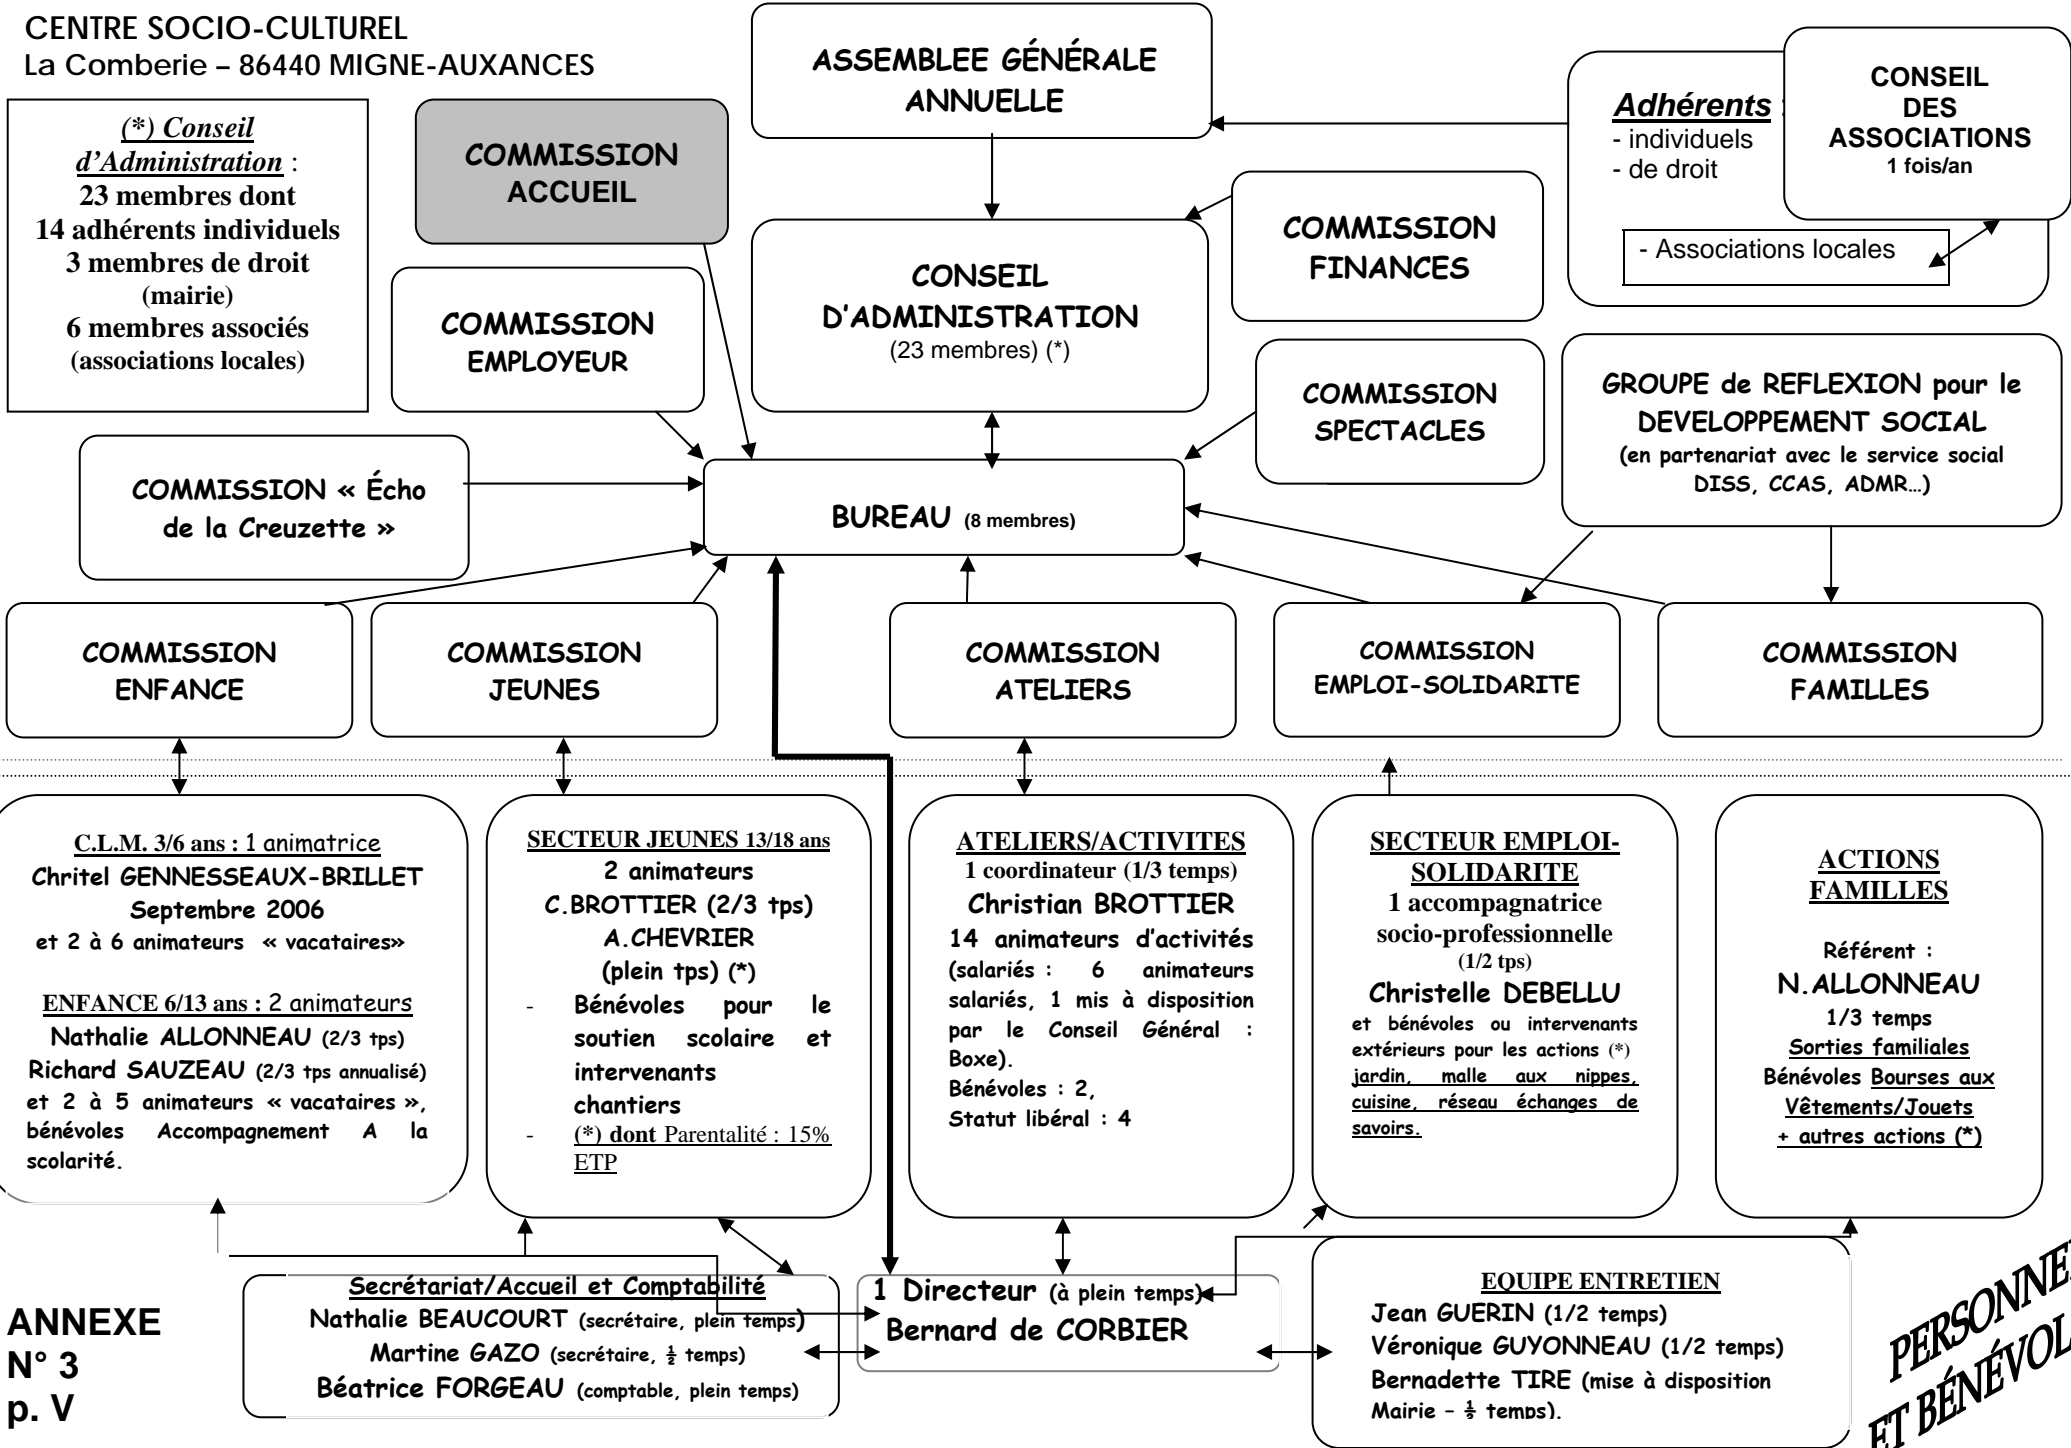 CENTRE SOCIO-CULTUREL
La Comberie – 86440 MIGNE-AUXANCES
(*) Conseil
d'Administration :
23 membres dont
14 adhérents individuels
3 membres de droit
(mairie)
6 membres associés
(associations locales)
COMMISSION
ACCUEIL
ASSEMBLEE GÉNÉRALE
ANNUELLE
Adhérents :
- individuels
- de droit
- Associations locales
CONSEIL
DES
ASSOCIATIONS
1 fois/an
COMMISSION
EMPLOYEUR
CONSEIL
D'ADMINISTRATION
(23 membres) (*)
COMMISSION
FINANCES
COMMISSION
SPECTACLES
GROUPE de REFLEXION pour le
DEVELOPPEMENT SOCIAL
(en partenariat avec le service social
DISS, CCAS, ADMR…)
COMMISSION « Écho
de la Creuzette »
BUREAU (8 membres)
COMMISSION
ENFANCE
COMMISSION
JEUNES
COMMISSION
ATELIERS
COMMISSION
EMPLOI-SOLIDARITE
COMMISSION
FAMILLES
C.L.M. 3/6 ans : 1 animatrice
Chritel GENNESSEAUX-BRILLET
Septembre 2006
et 2 à 6 animateurs « vacataires»
ENFANCE 6/13 ans : 2 animateurs
Nathalie ALLONNEAU (2/3 tps)
Richard SAUZEAU (2/3 tps annualisé)
et 2 à 5 animateurs « vacataires »,
bénévoles Accompagnement A la
scolarité.
SECTEUR JEUNES 13/18 ans
2 animateurs
C.BROTTIER (2/3 tps)
A.CHEVRIER
(plein tps) (*)
- Bénévoles pour le
soutien scolaire et
intervenants
chantiers
- (*) dont Parentalité : 15%
ETP
ATELIERS/ACTIVITES
1 coordinateur (1/3 temps)
Christian BROTTIER
14 animateurs d'activités
(salariés : 6 animateurs
salariés, 1 mis à disposition
par le Conseil Général :
Boxe).
Bénévoles : 2,
Statut libéral : 4
SECTEUR EMPLOI-
SOLIDARITE
1 accompagnatrice
socio-professionnelle
(1/2 tps)
Christelle DEBELLU
et bénévoles ou intervenants
extérieurs pour les actions (*)
jardin, malle aux nippes,
cuisine, réseau échanges de
savoirs.
ACTIONS
FAMILLES
Référent :
N.ALLONNEAU
1/3 temps
Sorties familiales
Bénévoles Bourses aux
Vêtements/Jouets
+ autres actions (*)
ANNEXE
N° 3
p. V
Secrétariat/Accueil et Comptabilité
Nathalie BEAUCOURT (secrétaire, plein temps)
Martine GAZO (secrétaire, ½ temps)
Béatrice FORGEAU (comptable, plein temps)
1 Directeur (à plein temps)
Bernard de CORBIER
EQUIPE ENTRETIEN
Jean GUERIN (1/2 temps)
Véronique GUYONNEAU (1/2 temps)
Bernadette TIRE (mise à disposition
Mairie – ½ temps).
PERSONNE
ET BÉNÉVOL